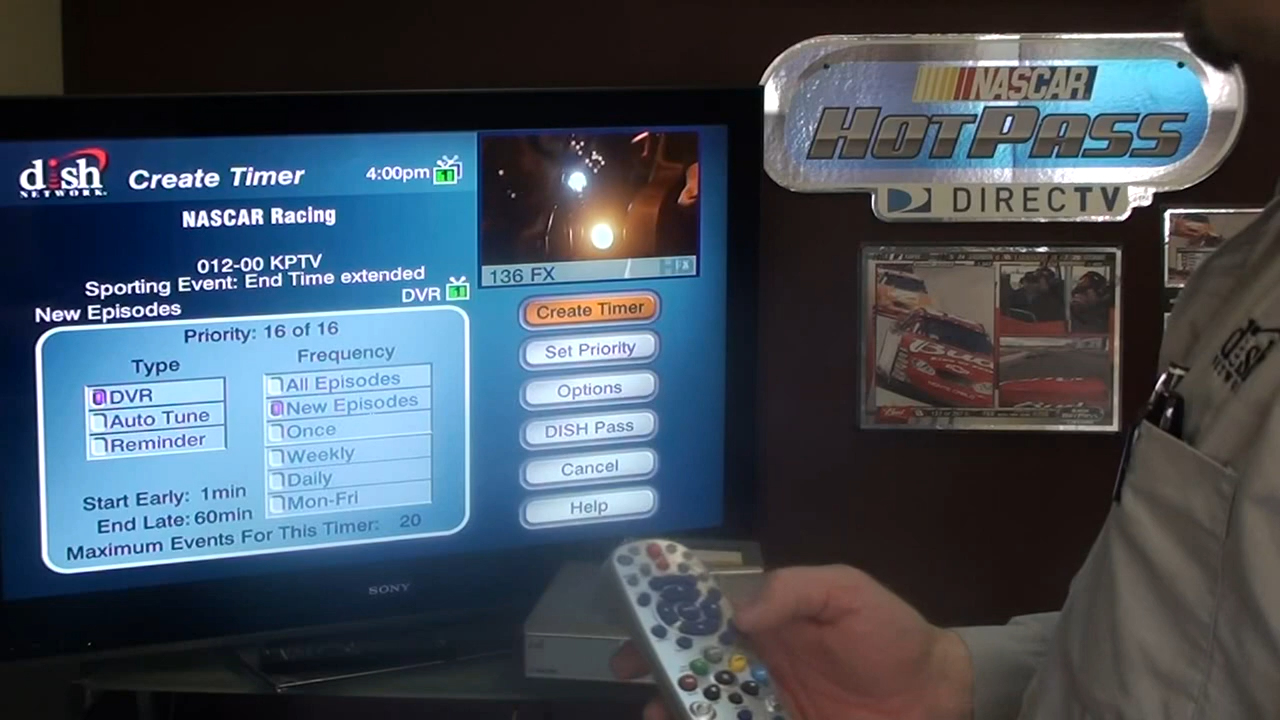 dish
NETWORK
Create Timer
4:00pm
NASCAR Racing
012-00 KPTV
Sporting Event: End Time extended
New Episodes
DVR
Priority: 16 of 16
Type
DVR
Auto Tune
Reminder
Frequency
All Episodes
New Episodes
Once
Weekly
Daily
Mon-Fri
Start Early: 1min
End Late: 60min
Maximum Events For This Timer: 20
136 FX
Create Timer
Set Priority
Options
DISH Pass
Cancel
Help
SONY
NASCAR
HOTPASS
DIRECTV
Bud
dish